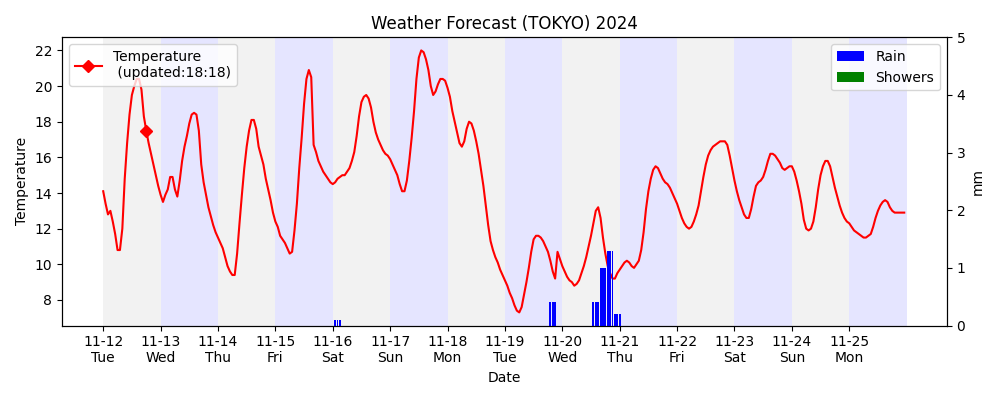 Weather Forecast (TOKYO) 2024
Temperature
(updated:18:18)
Rain
Showers
Temperature
22
20
18
16
14
12
10
8
5
4
3
2
1
0
mm
11-12 11-13 11-14 11-15 11-16 11-17 11-18 11-19 11-20 11-21 11-22 11-23 11-24 11-25
Tue Wed Thu Fri Sat Sun Mon Tue Wed Thu Fri Sat Sun Mon
Date